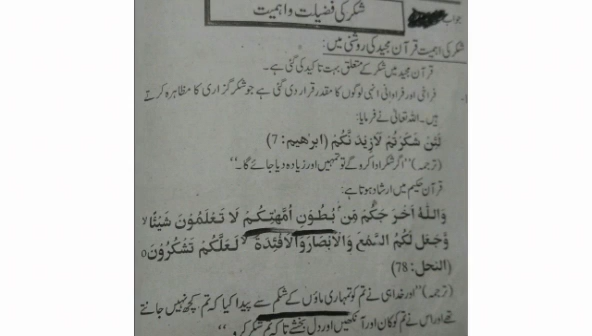 شکر کی فضیلت و اہمیت
جواب
شکر کی اہمیت قرآن مجید کی روشنی میں:
قرآن مجید میں شکر کے متعلق بہت تاکید کی گئی ہے۔
فراخی اور فراوانی انہی لوگوں کا مقدر قرار دی گئی ہے جو شکر گزاری کا مظاہرہ کرتے
ہیں۔ اللہ تعالیٰ نے فرمایا:
لَئِنْ شَكَرْتُمْ لَاَزِيْدَنَّكُمْ (ابرٰهيم: 7)
(ترجمہ) ”اگر شکر ادا کرو گے تو تمہیں اور زیادہ دیا جائے گا۔“
قرآن حکیم میں ارشاد ہوتا ہے:
وَاللّٰهُ اَخْرَجَكُمْ مِّنْ بُطُوْنِ اُمَّهٰتِكُمْ لَا تَعْلَمُوْنَ شَيْئًا لا
وَّجَعَلَ لَكُمُ السَّمْعَ وَالْاَبْصَارَ وَالْاَفْئِدَةَ لا لَعَلَّكُمْ تَشْكُرُوْنَ ٥
(النحل: 78)
(ترجمہ) ”اور خدا ہی نے تم کو تمہاری ماؤں کے شکم سے پیدا کیا کہ تم کچھ نہیں جانتے
تھے اور اس نے تم کو کان اور آنکھیں اور دل بخشے تاکہ تم شکر کرو۔“